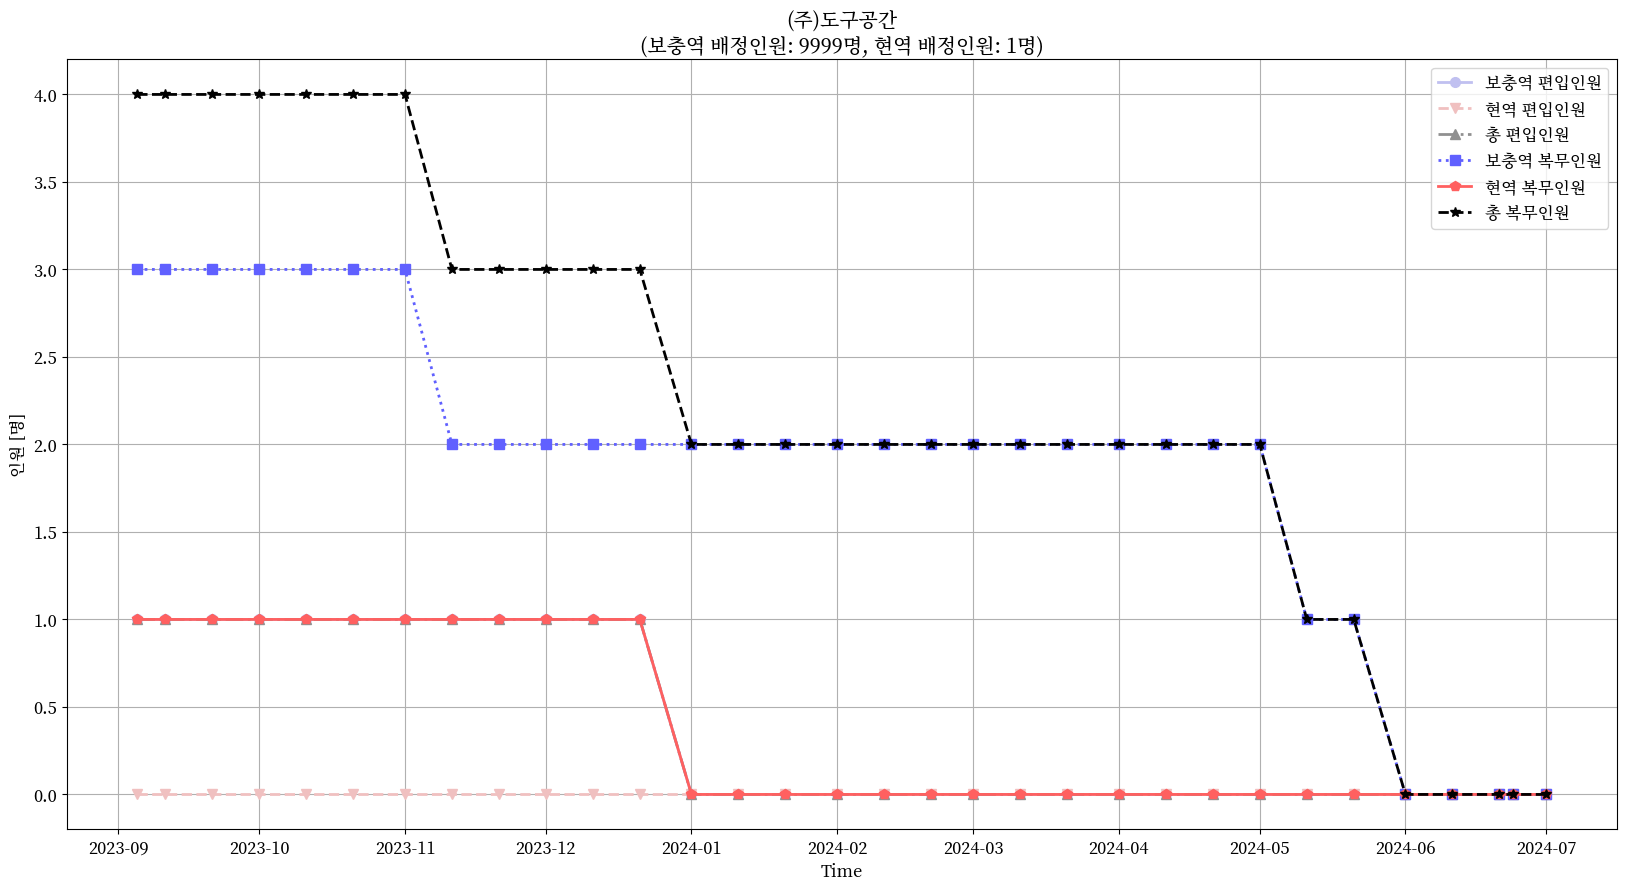 (주)도구공간
(보충역 배정인원: 9999명, 현역 배정인원: 1명)
보충역 편입인원
현역 편입인원
총 편입인원
보충역 복무인원
현역 복무인원
총 복무인원
4.0
3.5
3.0
2.5
2.0
1.5
1.0
0.5
0.0
인원 [명]
2023-09 2023-10 2023-11 2023-12 2024-01 2024-02 2024-03 2024-04 2024-05 2024-06 2024-07
Time